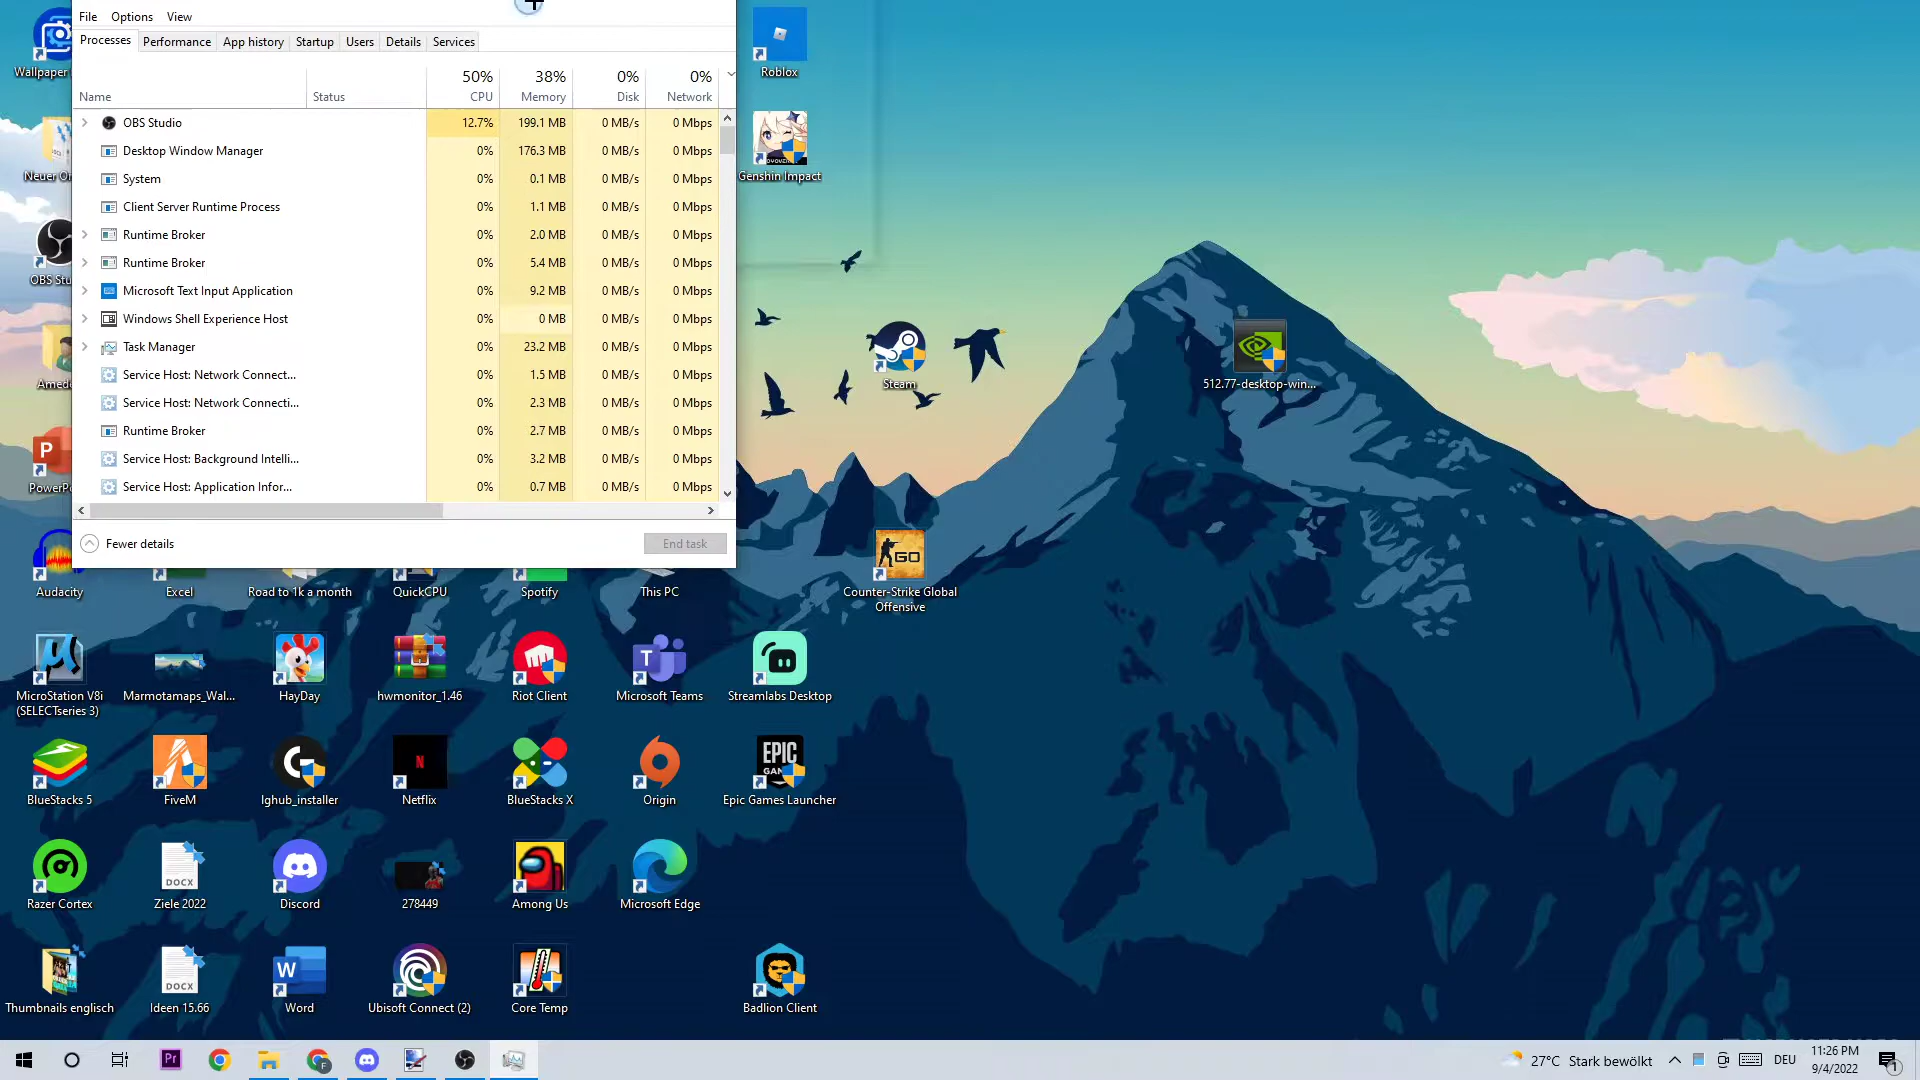 File Options View
Processes Performance App history Startup Users Details Services
50% 38% 0% 0%
Name Status CPU Memory Disk Network
OBS Studio 12.7% 199.1 MB 0 MB/s 0 Mbps
Desktop Window Manager 0% 176.3 MB 0 MB/s 0 Mbps
System 0% 0.1 MB 0 MB/s 0 Mbps
Client Server Runtime Process 0% 1.1 MB 0 MB/s 0 Mbps
Runtime Broker 0% 2.0 MB 0 MB/s 0 Mbps
Runtime Broker 0% 5.4 MB 0 MB/s 0 Mbps
Microsoft Text Input Application 0% 9.2 MB 0 MB/s 0 Mbps
Windows Shell Experience Host 0% 0 MB 0 MB/s 0 Mbps
Task Manager 0% 23.2 MB 0 MB/s 0 Mbps
Service Host: Network Connect... 0% 1.5 MB 0 MB/s 0 Mbps
Service Host: Network Connecti... 0% 2.3 MB 0 MB/s 0 Mbps
Runtime Broker 0% 2.7 MB 0 MB/s 0 Mbps
Service Host: Background Intelli... 0% 3.2 MB 0 MB/s 0 Mbps
Service Host: Application Infor... 0% 0.7 MB 0 MB/s 0 Mbps
Fewer details End task
Wallpaper
Roblox
Neuer Or
Genshin Impact
OBS Stu
Amede
Steam
512.77-desktop-win...
PowerPo
GO
Audacity Excel Road to 1k a month QuickCPU Spotify This PC Counter-Strike Global
Offensive
MicroStation V8i Marmotamaps_Wal... HayDay hwmonitor_1.46 Riot Client Microsoft Teams Streamlabs Desktop
(SELECTseries 3)
EPIC
BlueStacks 5 FiveM lghub_installer Netflix BlueStacks X Origin Epic Games Launcher
DOCX
Razer Cortex Ziele 2022 Discord 278449 Among Us Microsoft Edge
DOCX
Thumbnails englisch Ideen 15.66 Word Ubisoft Connect (2) Core Temp Badlion Client
Pr 27°C Stark bewölkt DEU 11:26 PM
9/4/2022 1